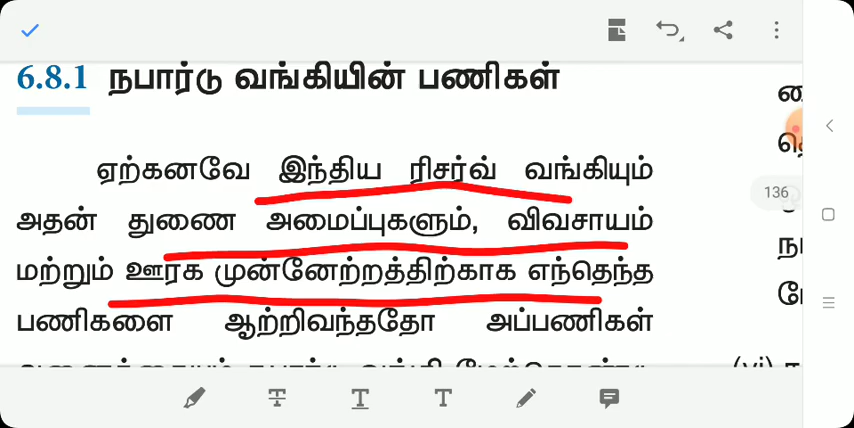 6.8.1 நபார்டு வங்கியின் பணிகள்
ஏற்கனவே இந்திய ரிசர்வ் வங்கியும்
அதன் துணை அமைப்புகளும், விவசாயம்
மற்றும் ஊரக முன்னேற்றத்திற்காக எந்தெந்த
பணிகளை ஆற்றிவந்ததோ அப்பணிகள்
136
(vi)